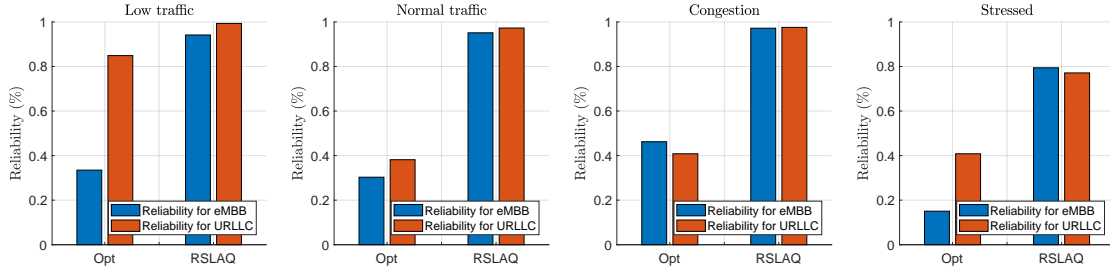 Low traffic
Reliability (%)
1
0.8
0.6
0.4
0.2
0
Reliability for eMBB
Reliability for URLLC
Opt RSLAQ
Normal traffic
Reliability (%)
1
0.8
0.6
0.4
0.2
0
Reliability for eMBB
Reliability for URLLC
Opt RSLAQ
Congestion
Reliability (%)
1
0.8
0.6
0.4
0.2
0
Reliability for eMBB
Reliability for URLLC
Opt RSLAQ
Stressed
Reliability (%)
1
0.8
0.6
0.4
0.2
0
Reliability for eMBB
Reliability for URLLC
Opt RSLAQ